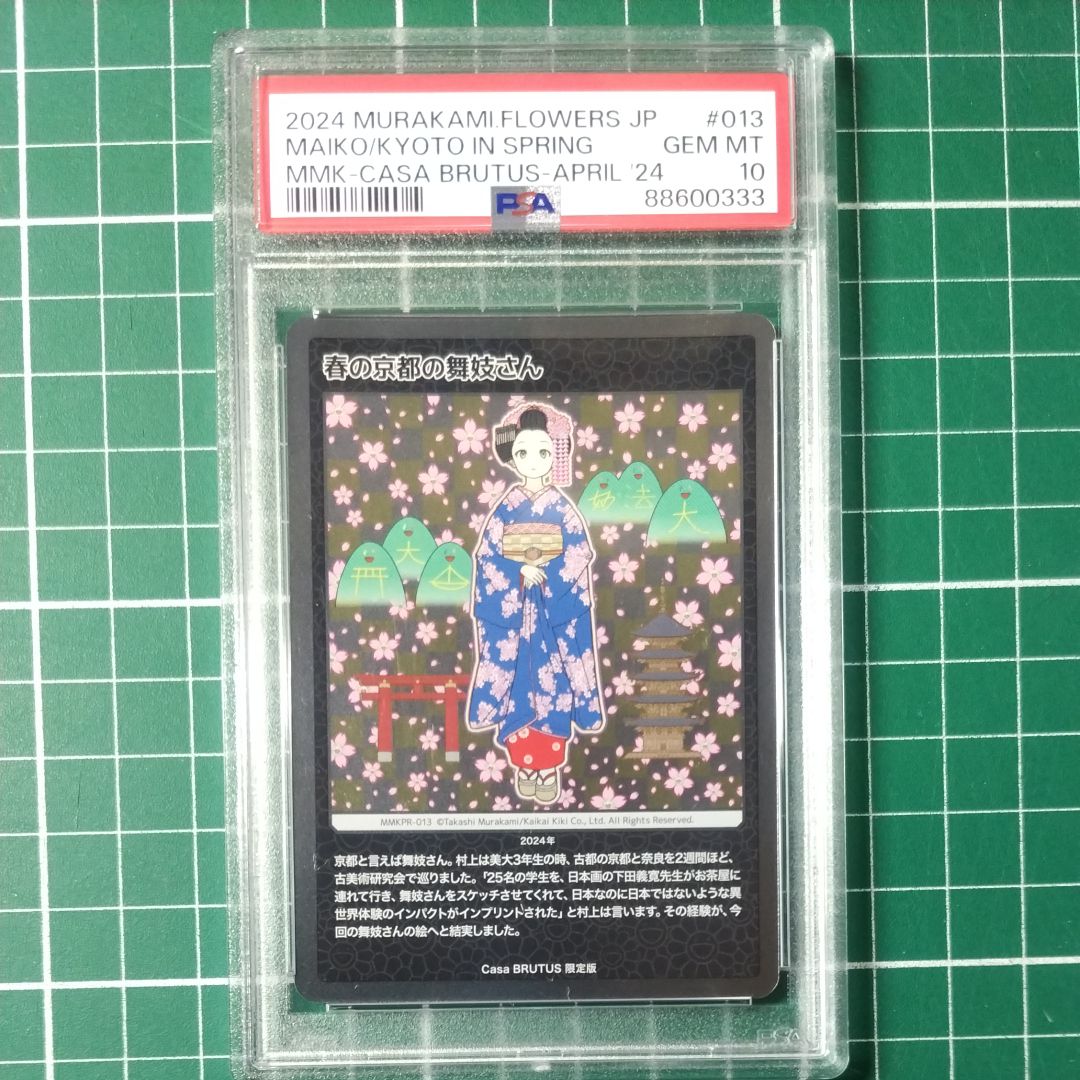 2024 MURAKAMI.FLOWERS JP #013
MAIKO/KYOTO IN SPRING GEM MT
MMK-CASA BRUTUS-APRIL '24 10
PSA 88600333
春の京都の舞妓さん
妙 法 大
大
MMKPR-013 ©Takashi Murakami/Kaikai Kiki Co., Ltd. All Rights Reserved.
2024年
京都と言えば舞妓さん。村上は美大3年生の時、古都の京都と奈良を2週間ほど、
古美術研究会で巡りました。「25名の学生を、日本画の下田義寛先生がお茶屋に
連れて行き、舞妓さんをスケッチさせてくれて、日本なのに日本ではないような異
世界体験のインパクトがインプリントされた」と村上は言います。その経験が、今
回の舞妓さんの絵へと結実しました。
Casa BRUTUS 限定版
PSA